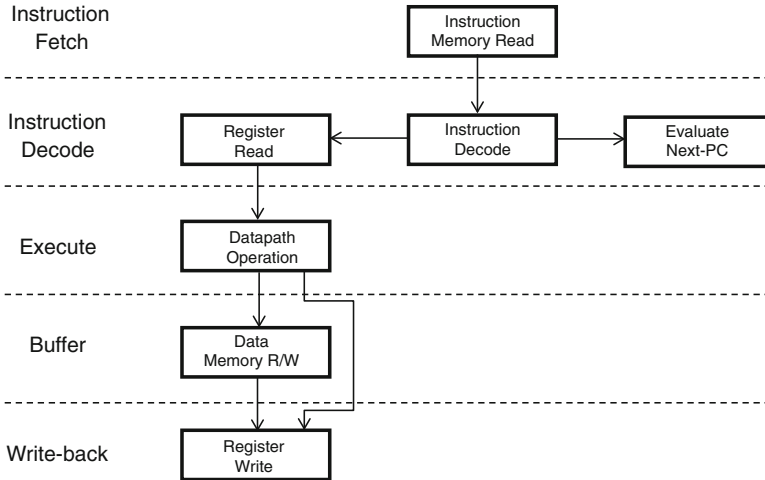 Instruction
Fetch
Instruction
Memory Read
Instruction
Decode
Register
Read
Instruction
Decode
Evaluate
Next-PC
Execute
Datapath
Operation
Buffer
Data
Memory R/W
Write-back
Register
Write